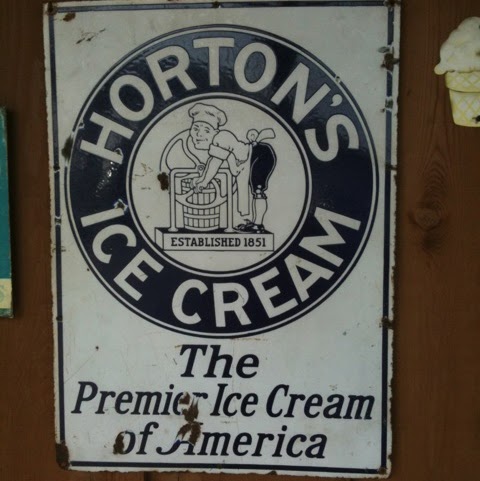 HORTON'S
ESTABLISHED 1851
ICE CREAM
The
Premier Ice Cream
of America